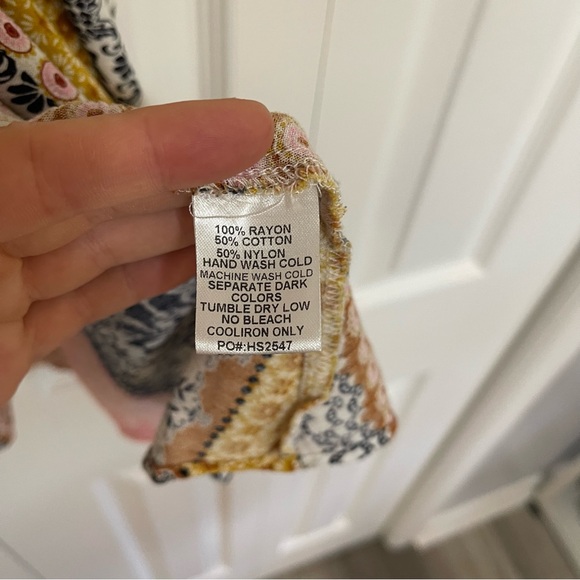 100% RAYON
50% COTTON
50% NYLON
HAND WASH COLD
MACHINE WASH COLD
SEPARATE DARK
COLORS
TUMBLE DRY LOW
NO BLEACH
COOLIRON ONLY
PO#:HS2547